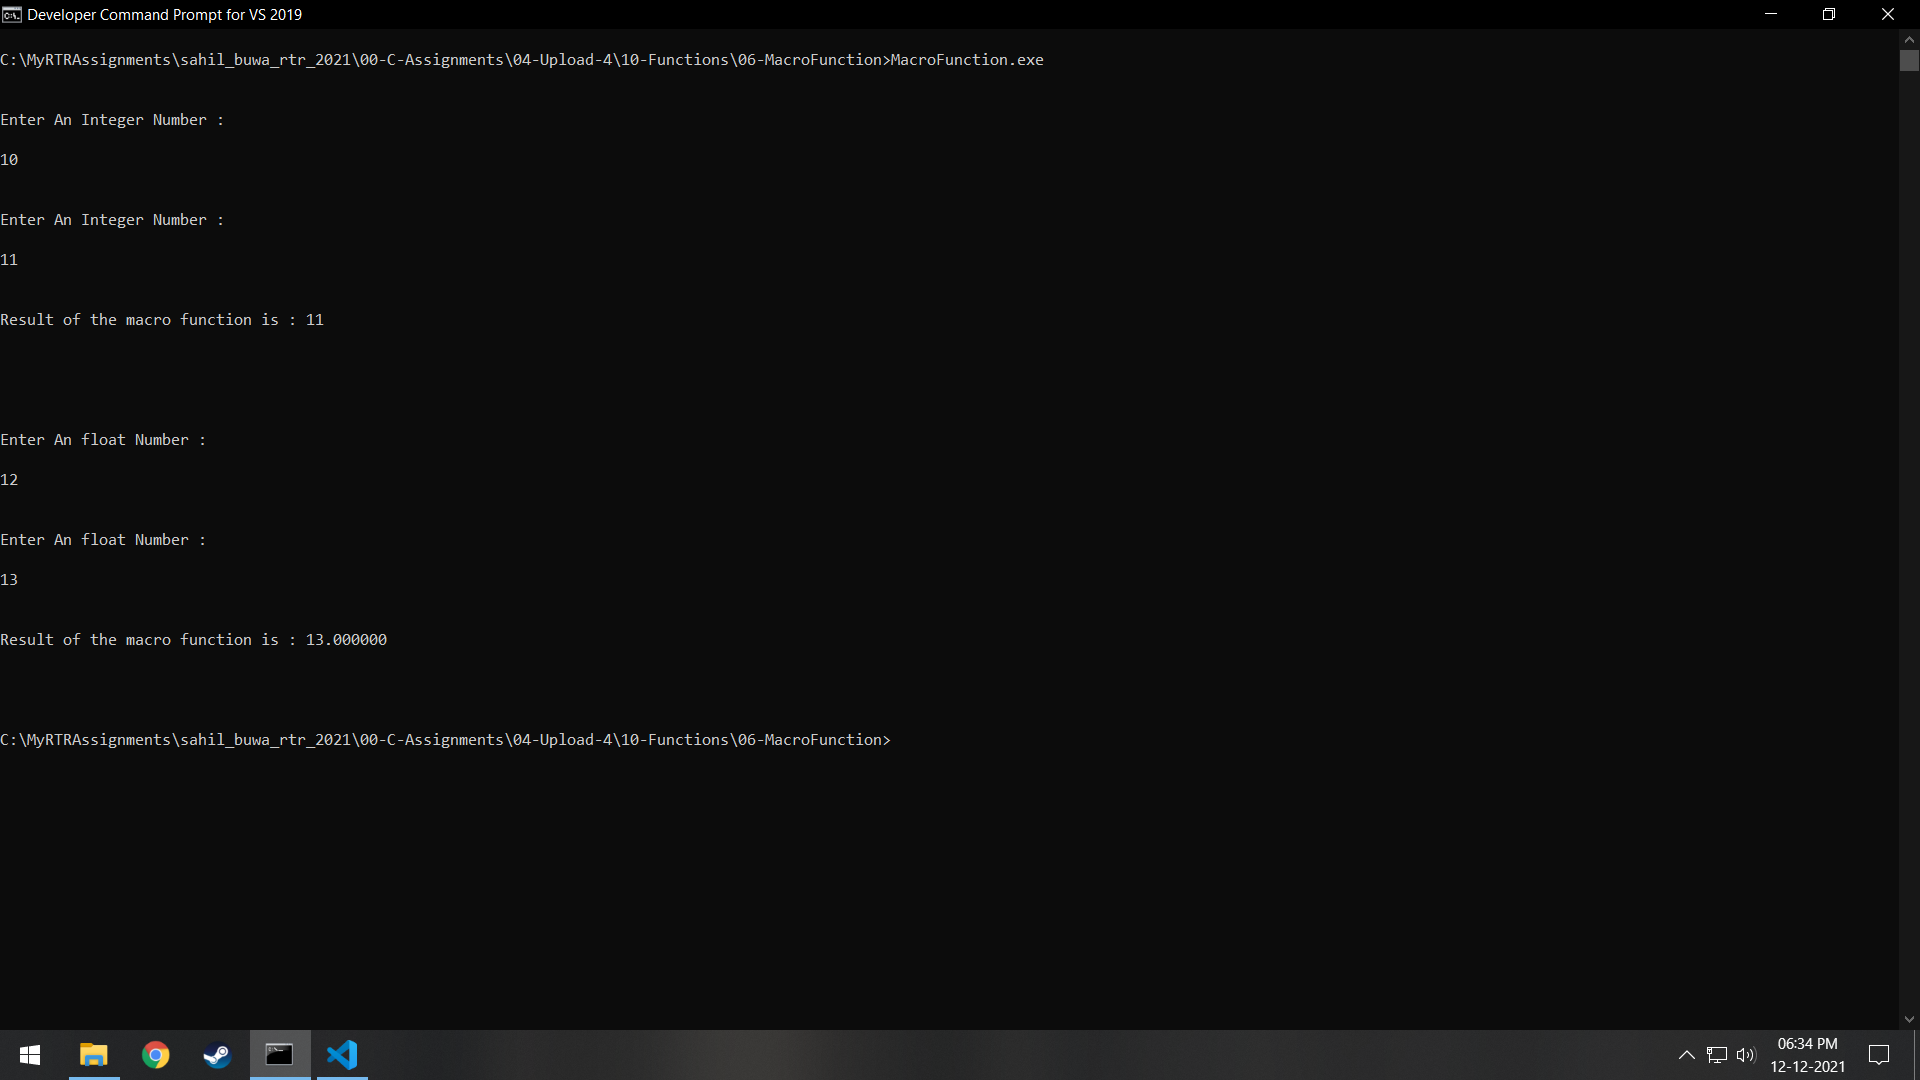 Developer Command Prompt for VS 2019
C:\MyRTRAssignments\sahil_buwa_rtr_2021\00-C-Assignments\04-Upload-4\10-Functions\06-MacroFunction>MacroFunction.exe
Enter An Integer Number :
10
Enter An Integer Number :
11
Result of the macro function is : 11
Enter An float Number :
12
Enter An float Number :
13
Result of the macro function is : 13.000000
C:\MyRTRAssignments\sahil_buwa_rtr_2021\00-C-Assignments\04-Upload-4\10-Functions\06-MacroFunction>
06:34 PM
12-12-2021